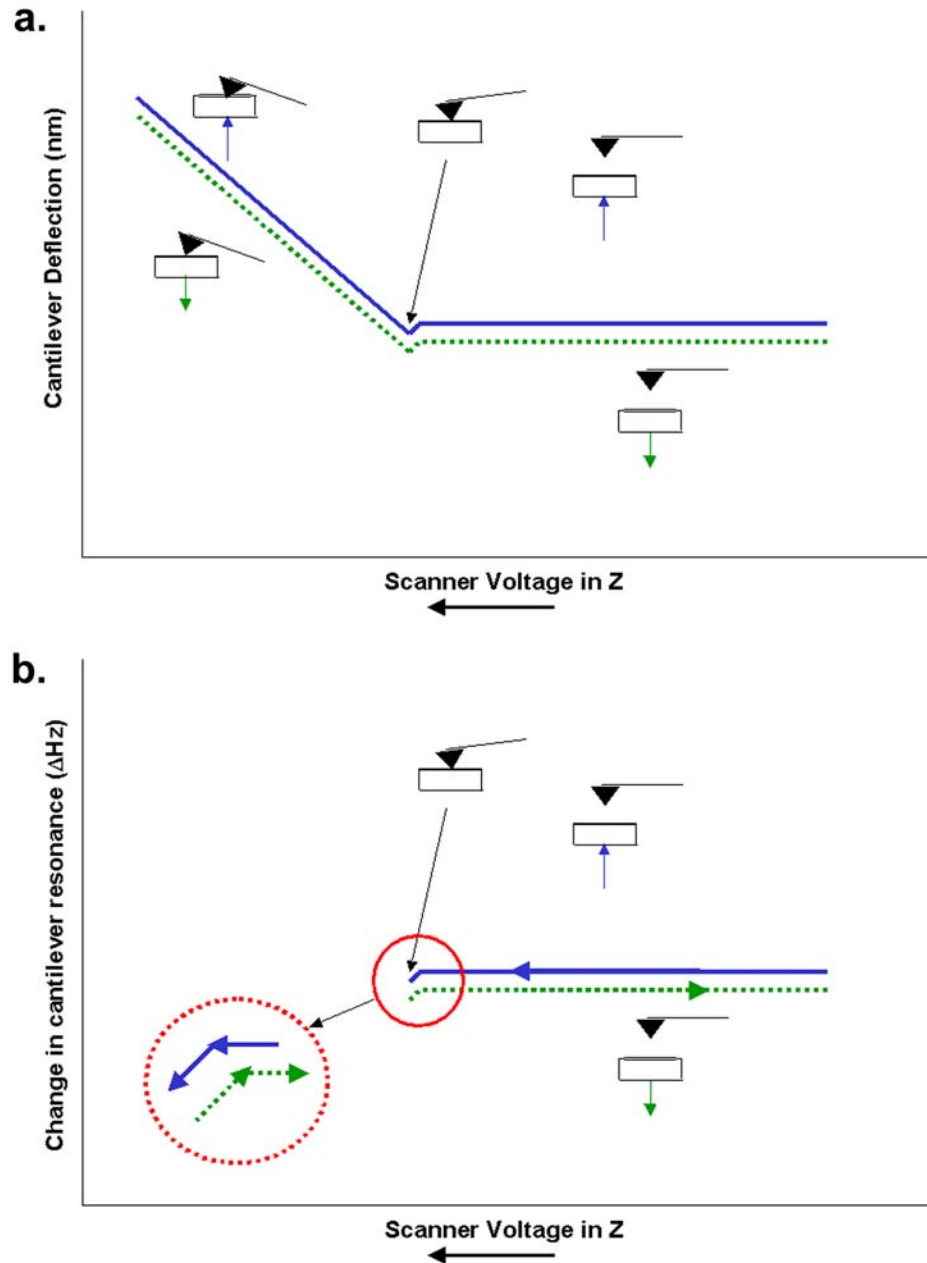 a.
Cantilever Deflection (nm)
Scanner Voltage in Z
b.
Change in cantilever resonance (ΔHz)
Scanner Voltage in Z